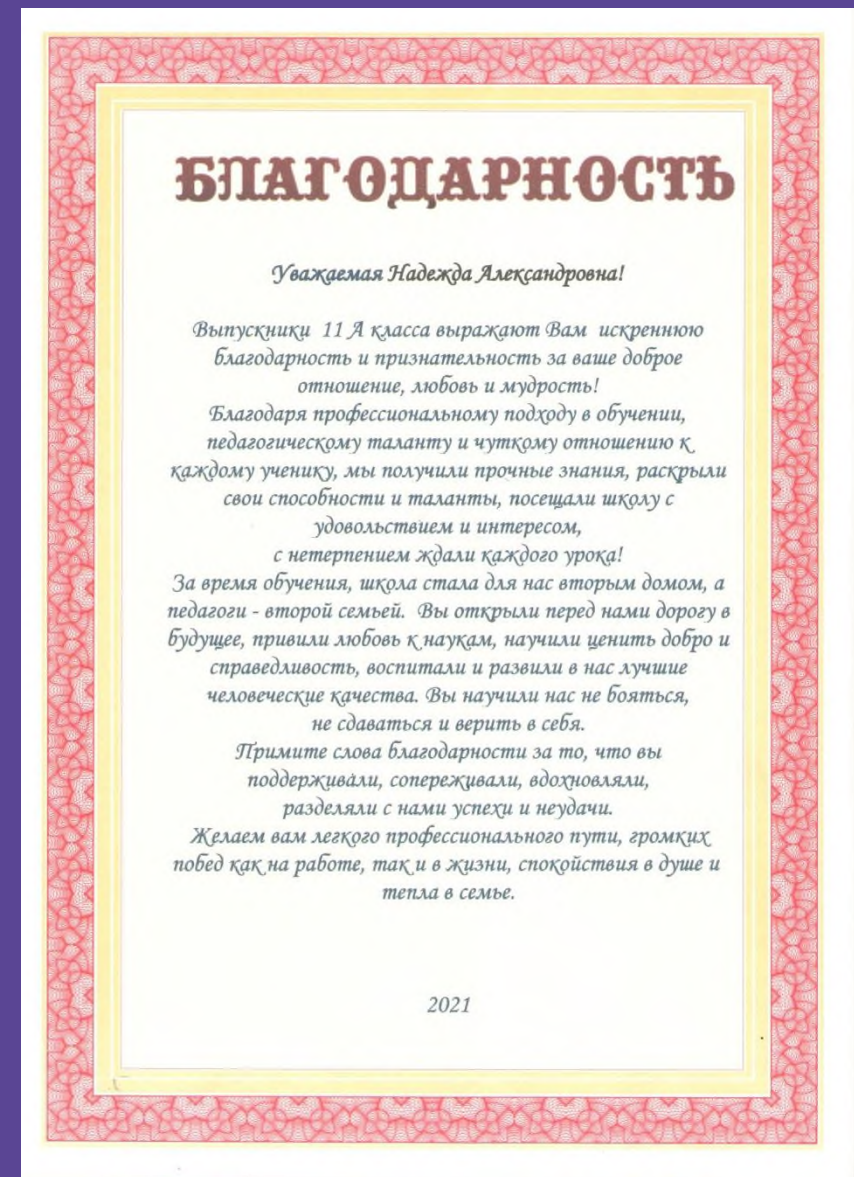 БЛАГОДАРНОСТЬ
Уважаемая Надежда Александровна!
Выпускники 11 А класса выражают Вам искреннюю
благодарность и признательность за ваше доброе
отношение, любовь и мудрость!
Благодаря профессиональному подходу в обучении,
педагогическому таланту и чуткому отношению к
каждому ученику, мы получили прочные знания, раскрыли
свои способности и таланты, посещали школу с
удовольствием и интересом,
с нетерпением ждали каждого урока!
За время обучения, школа стала для нас вторым домом, а
педагоги - второй семьей. Вы открыли перед нами дорогу в
будущее, привили любовь к наукам, научили ценить добро и
справедливость, воспитали и развили в нас лучшие
человеческие качества. Вы научили нас не бояться,
не сдаваться и верить в себя.
Примите слова благодарности за то, что вы
поддерживали, сопереживали, вдохновляли,
разделяли с нами успехи и неудачи.
Желаем вам легкого профессионального пути, громких
побед как на работе, так и в жизни, спокойствия в душе и
тепла в семье.
2021